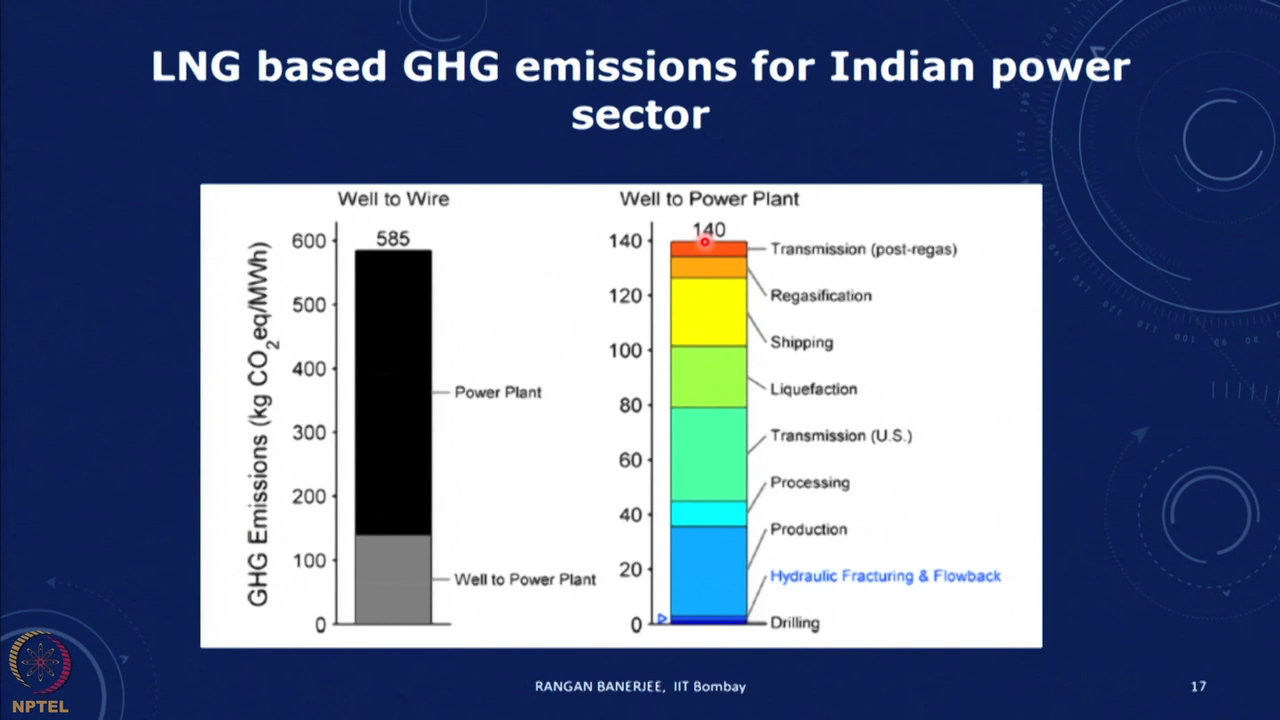 LNG based GHG emissions for Indian power
sector
Well to Wire
GHG Emissions (kg CO2eq/MWh)
600
500
400
300
200
100
0
585
Power Plant
Well to Power Plant
Well to Power Plant
140
120
100
80
60
40
20
0
140
Transmission (post-regas)
Regasification
Shipping
Liquefaction
Transmission (U.S.)
Processing
Production
Hydraulic Fracturing & Flowback
Drilling
NPTEL
RANGAN BANERJEE, IIT Bombay
17